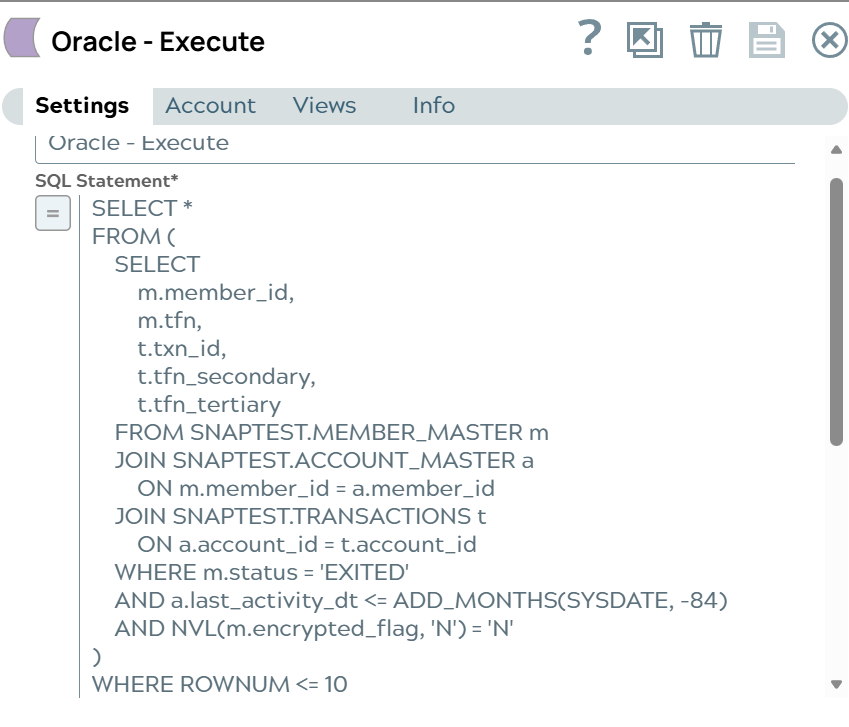 Oracle - Execute
?
Settings Account Views Info
Oracle - Execute
SQL Statement*
=
SELECT *
FROM (
SELECT
m.member_id,
m.tfn,
t.txn_id,
t.tfn_secondary,
t.tfn_tertiary
FROM SNAPTEST.MEMBER_MASTER m
JOIN SNAPTEST.ACCOUNT_MASTER a
ON m.member_id = a.member_id
JOIN SNAPTEST.TRANSACTIONS t
ON a.account_id = t.account_id
WHERE m.status = 'EXITED'
AND a.last_activity_dt <= ADD_MONTHS(SYSDATE, -84)
AND NVL(m.encrypted_flag, 'N') = 'N'
)
WHERE ROWNUM <= 10